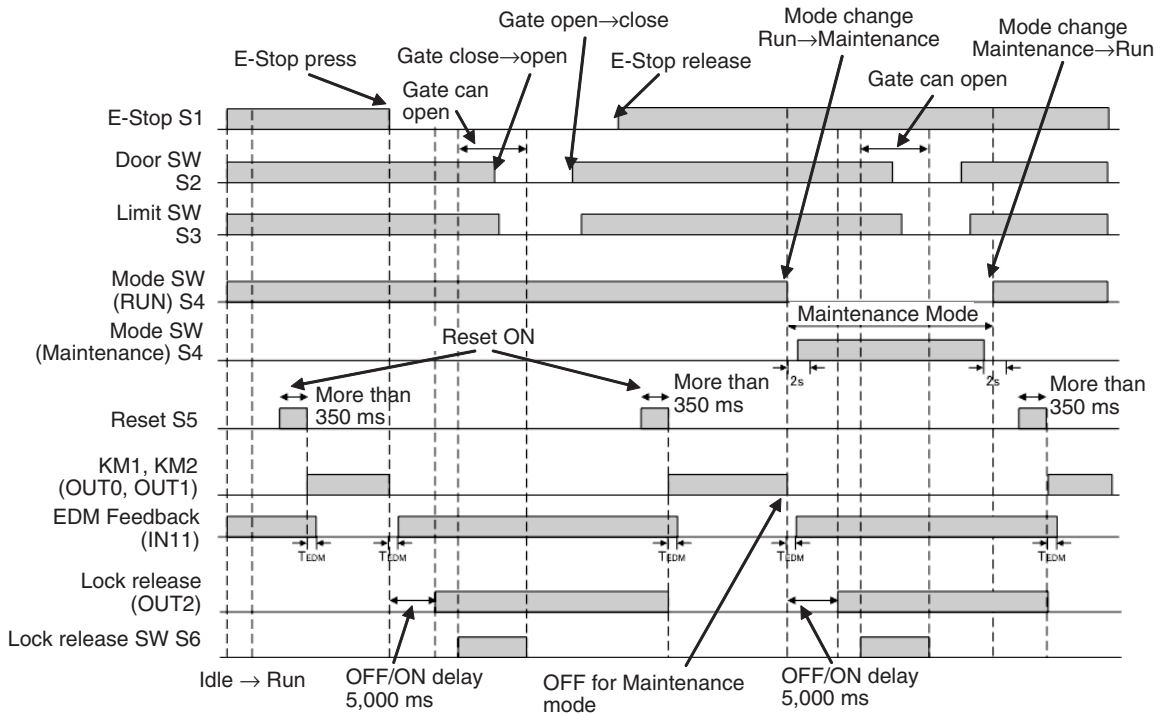 Gate open→close
Mode change
Run→Maintenance
Mode change
Maintenance→Run
E-Stop press
Gate close→open
E-Stop release
Gate can
open
Gate can open
E-Stop S1
Door SW
S2
Limit SW
S3
Mode SW
(RUN) S4
Maintenance Mode
Mode SW
(Maintenance) S4
Reset ON
2s
2s
More than
350 ms
More than
350 ms
More than
350 ms
Reset S5
KM1, KM2
(OUT0, OUT1)
EDM Feedback
(IN11)
TEDM
TEDM
TEDM
TEDM
TEDM
Lock release
(OUT2)
Lock release SW S6
Idle → Run
OFF/ON delay
5,000 ms
OFF for Maintenance
mode
OFF/ON delay
5,000 ms